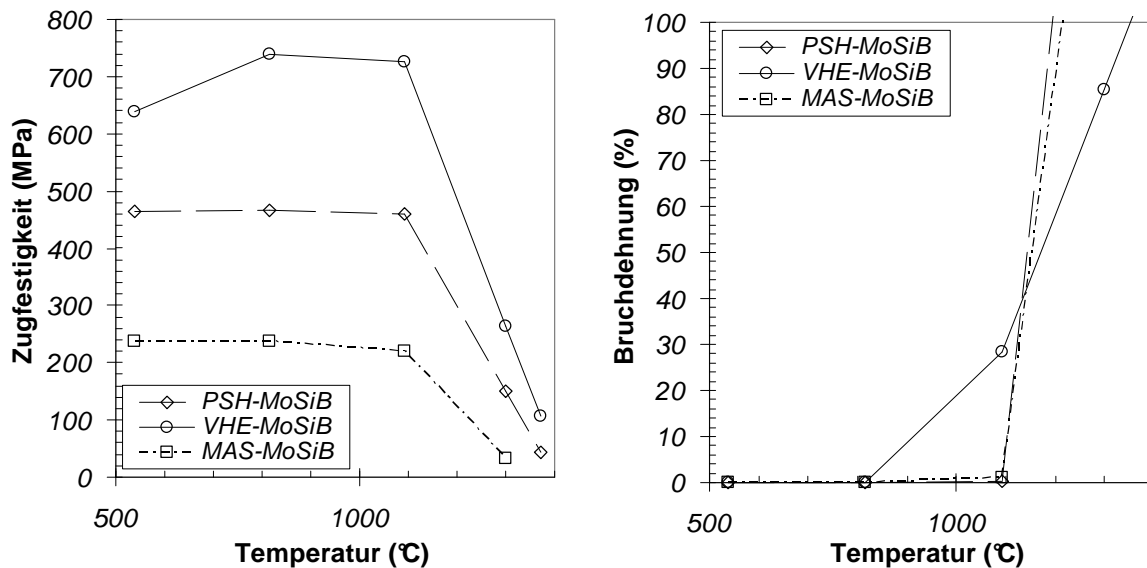 800
700
600
500
400
300
200
100
0
Zugfestigkeit (MPa)
PSH-MoSiB
VHE-MoSiB
MAS-MoSiB
500
1000
Temperatur (°C)
100
90
80
70
60
50
40
30
20
10
0
Bruchdehnung (%)
PSH-MoSiB
VHE-MoSiB
MAS-MoSiB
500
1000
Temperatur (°C)